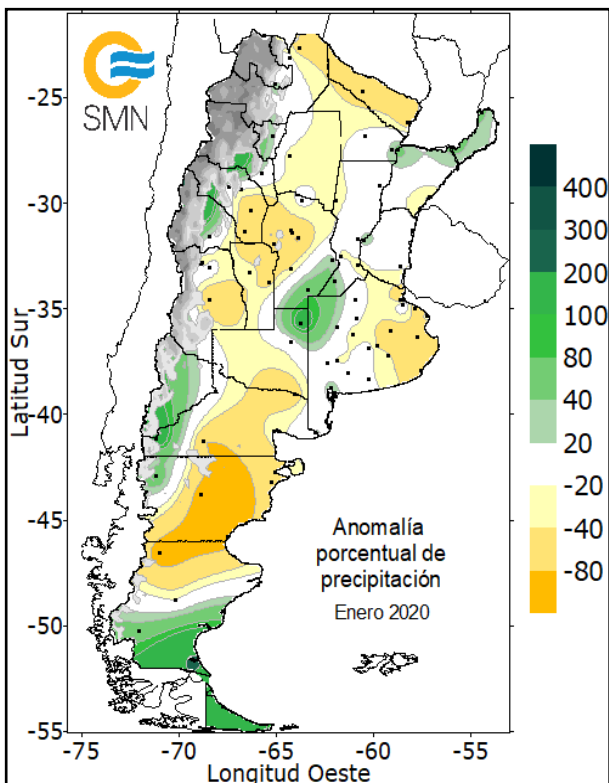 SMN
Latitud Sur
-25
-30
-35
-40
-45
-50
-55
400
300
200
100
80
40
20
-20
-40
-80
Anomalía
porcentual de
precipitación
Enero 2020
-75 -70 -65 -60 -55
Longitud Oeste